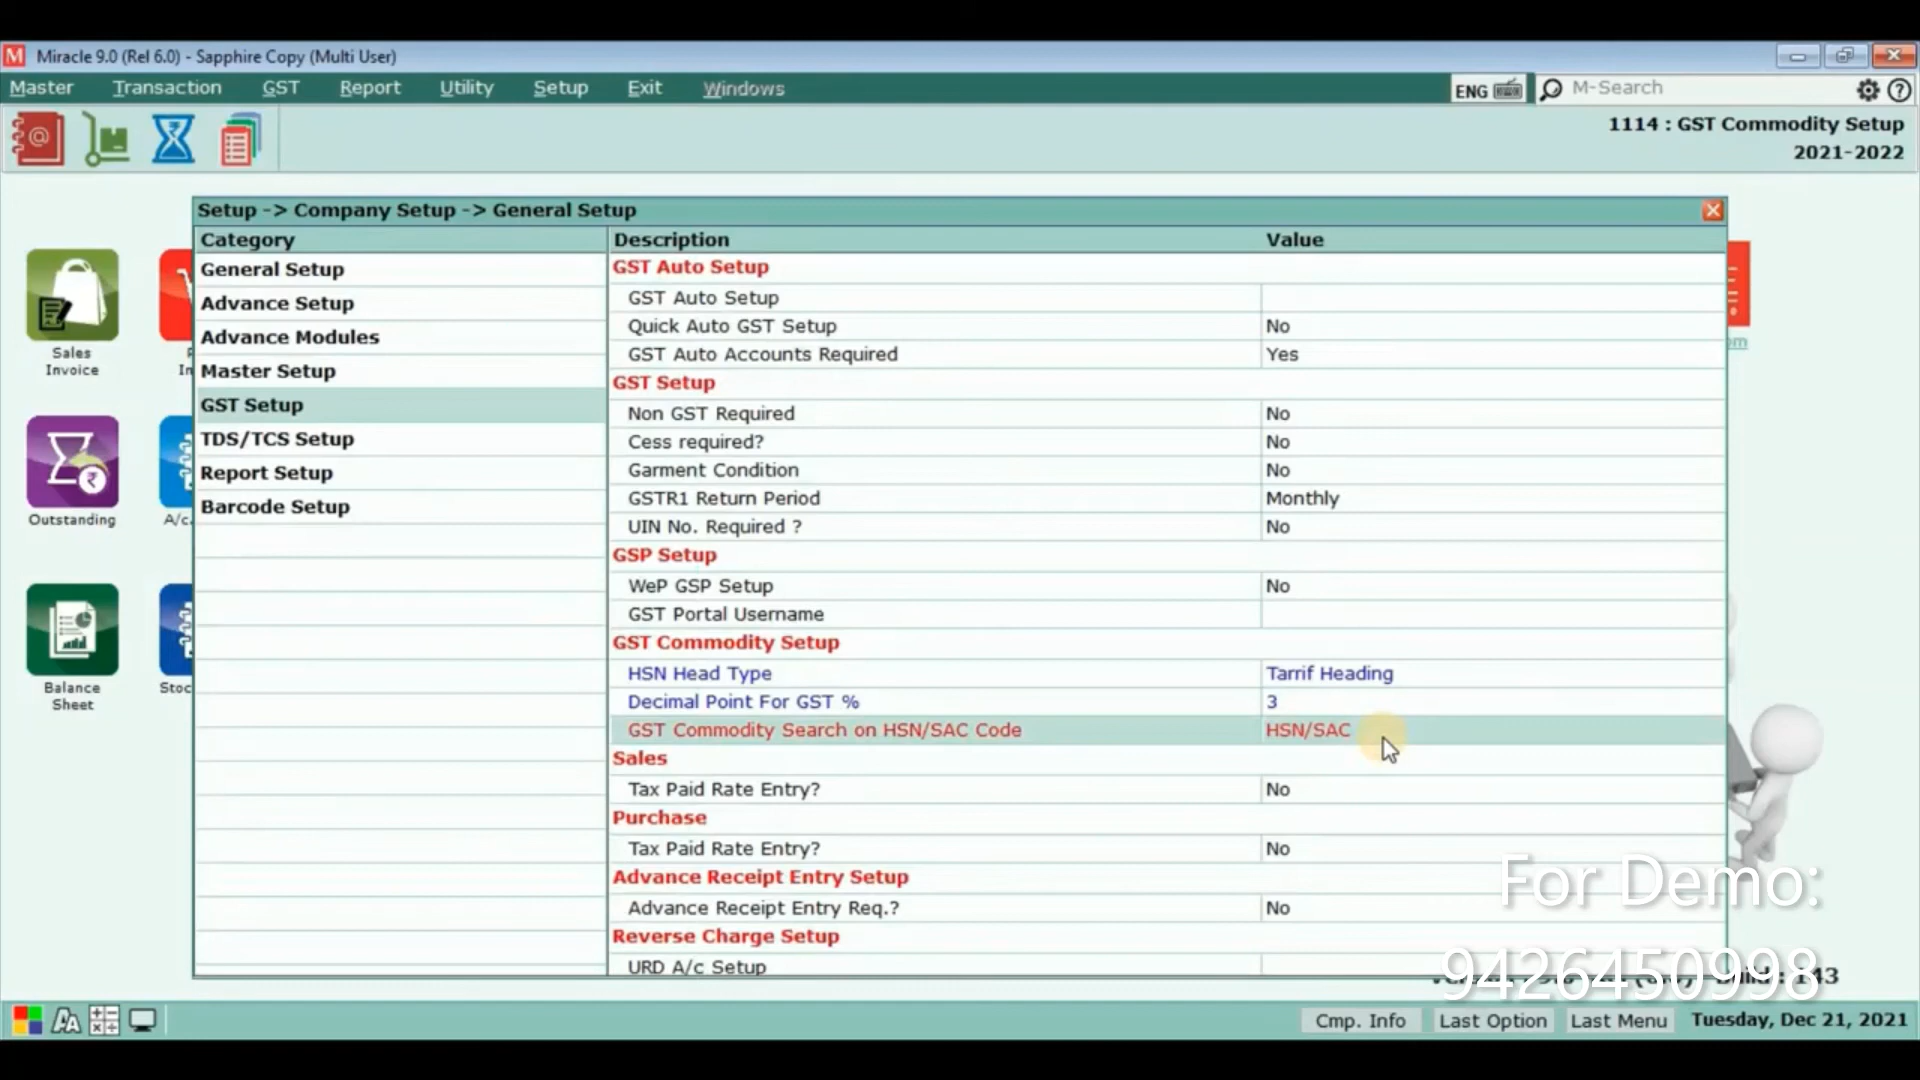 Miracle 9.0 (Rel 6.0) - Sapphire Copy (Multi User)
Master Transaction GST Report Utility Setup Exit Windows
ENG M-Search
1114 : GST Commodity Setup
2021-2022
Setup -> Company Setup -> General Setup
Category Description Value
General Setup
Advance Setup
Advance Modules
Master Setup
GST Setup
TDS/TCS Setup
Report Setup
Barcode Setup
GST Auto Setup
GST Auto Setup
Quick Auto GST Setup No
GST Auto Accounts Required Yes
GST Setup
Non GST Required No
Cess required? No
Garment Condition No
GSTR1 Return Period Monthly
UIN No. Required ? No
GSP Setup
WeP GSP Setup No
GST Portal Username
GST Commodity Setup
HSN Head Type Tarrif Heading
Decimal Point For GST % 3
GST Commodity Search on HSN/SAC Code HSN/SAC
Sales
Tax Paid Rate Entry? No
Purchase
Tax Paid Rate Entry? No
Advance Receipt Entry Setup
Advance Receipt Entry Req.? No
Reverse Charge Setup
URD A/c Setup
Sales
Invoice
Outstanding
A/c
Balance
Sheet
Stoc
For Demo:
9426450998
Cmp. Info Last Option Last Menu Tuesday, Dec 21, 2021